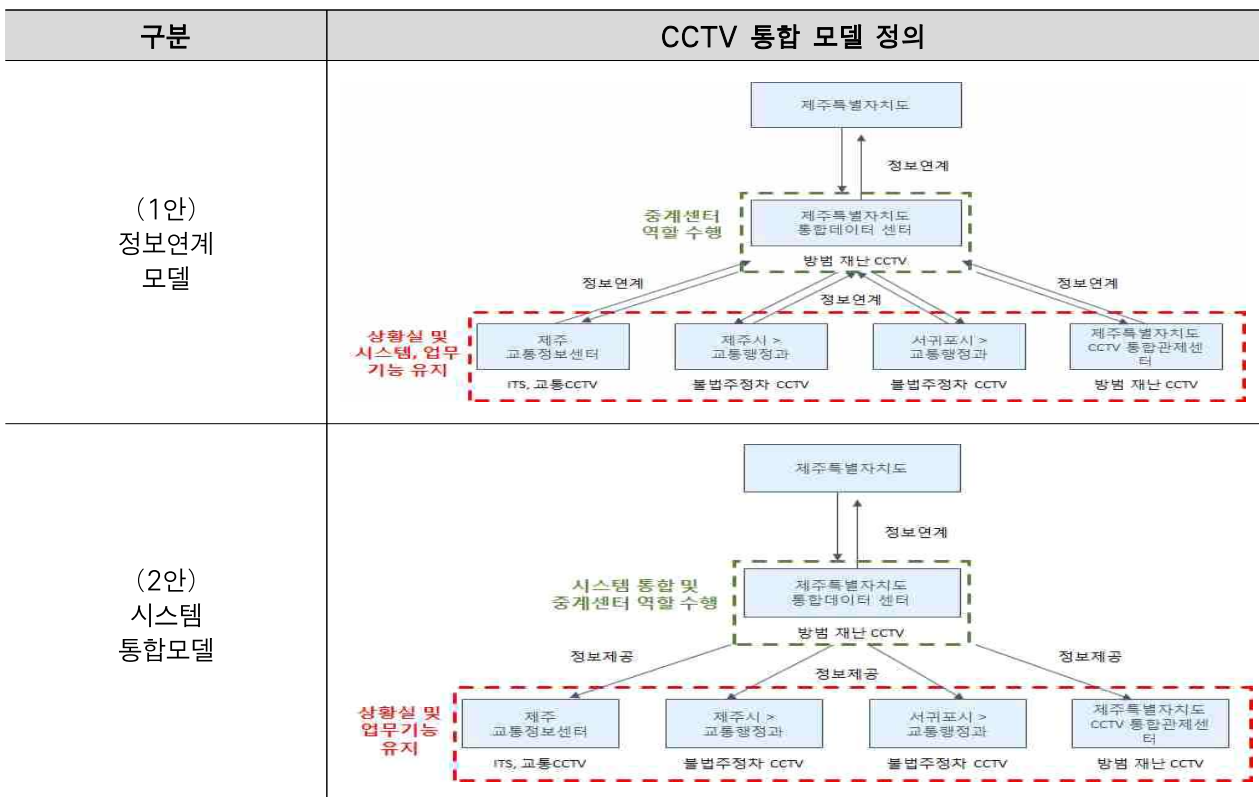 구분
CCTV 통합 모델 정의
(1안)
정보연계
모델
제주특별자치도
정보연계
중계센터
역할 수행
제주특별자치도
통합데이터 센터
방범 재난 CCTV
정보연계
정보연계
정보연계
상황실 및
시스템, 업무
기능 유지
제주
교통정보센터
제주시 >
교통행정과
서귀포시 >
교통행정과
제주특별자치도
CCTV 통합관제센
터
ITS, 교통CCTV
불법주정차 CCTV
불법주정차 CCTV
방범 재난 CCTV
(2안)
시스템
통합모델
제주특별자치도
정보연계
시스템 통합 및
중계센터 역할 수행
제주특별자치도
통합데이터 센터
방범 재난 CCTV
정보제공
정보제공
정보제공
상황실 및
업무기능
유지
제주
교통정보센터
제주시 >
교통행정과
서귀포시 >
교통행정과
제주특별자치도
CCTV 통합관제센
터
ITS, 교통CCTV
불법주정차 CCTV
불법주정차 CCTV
방범 재난 CCTV